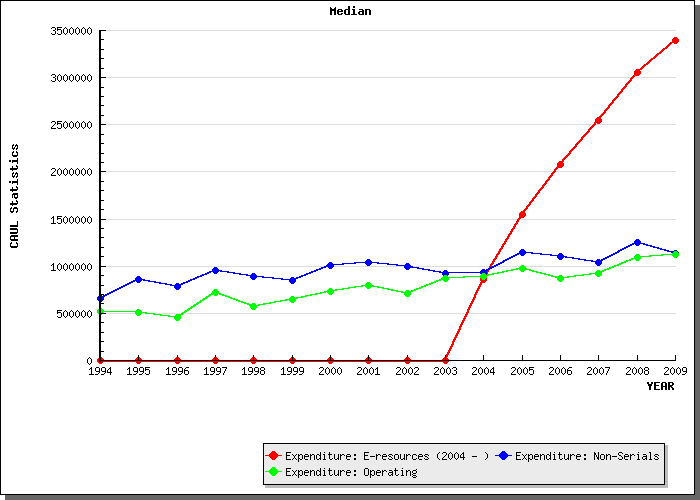 Median
3500000
3000000
2500000
2000000
1500000
1000000
500000
0
CAUL Statistics
1994 1995 1996 1997 1998 1999 2000 2001 2002 2003 2004 2005 2006 2007 2008 2009
YEAR
Expenditure: E-resources (2004 - ) Expenditure: Non-Serials
Expenditure: Operating